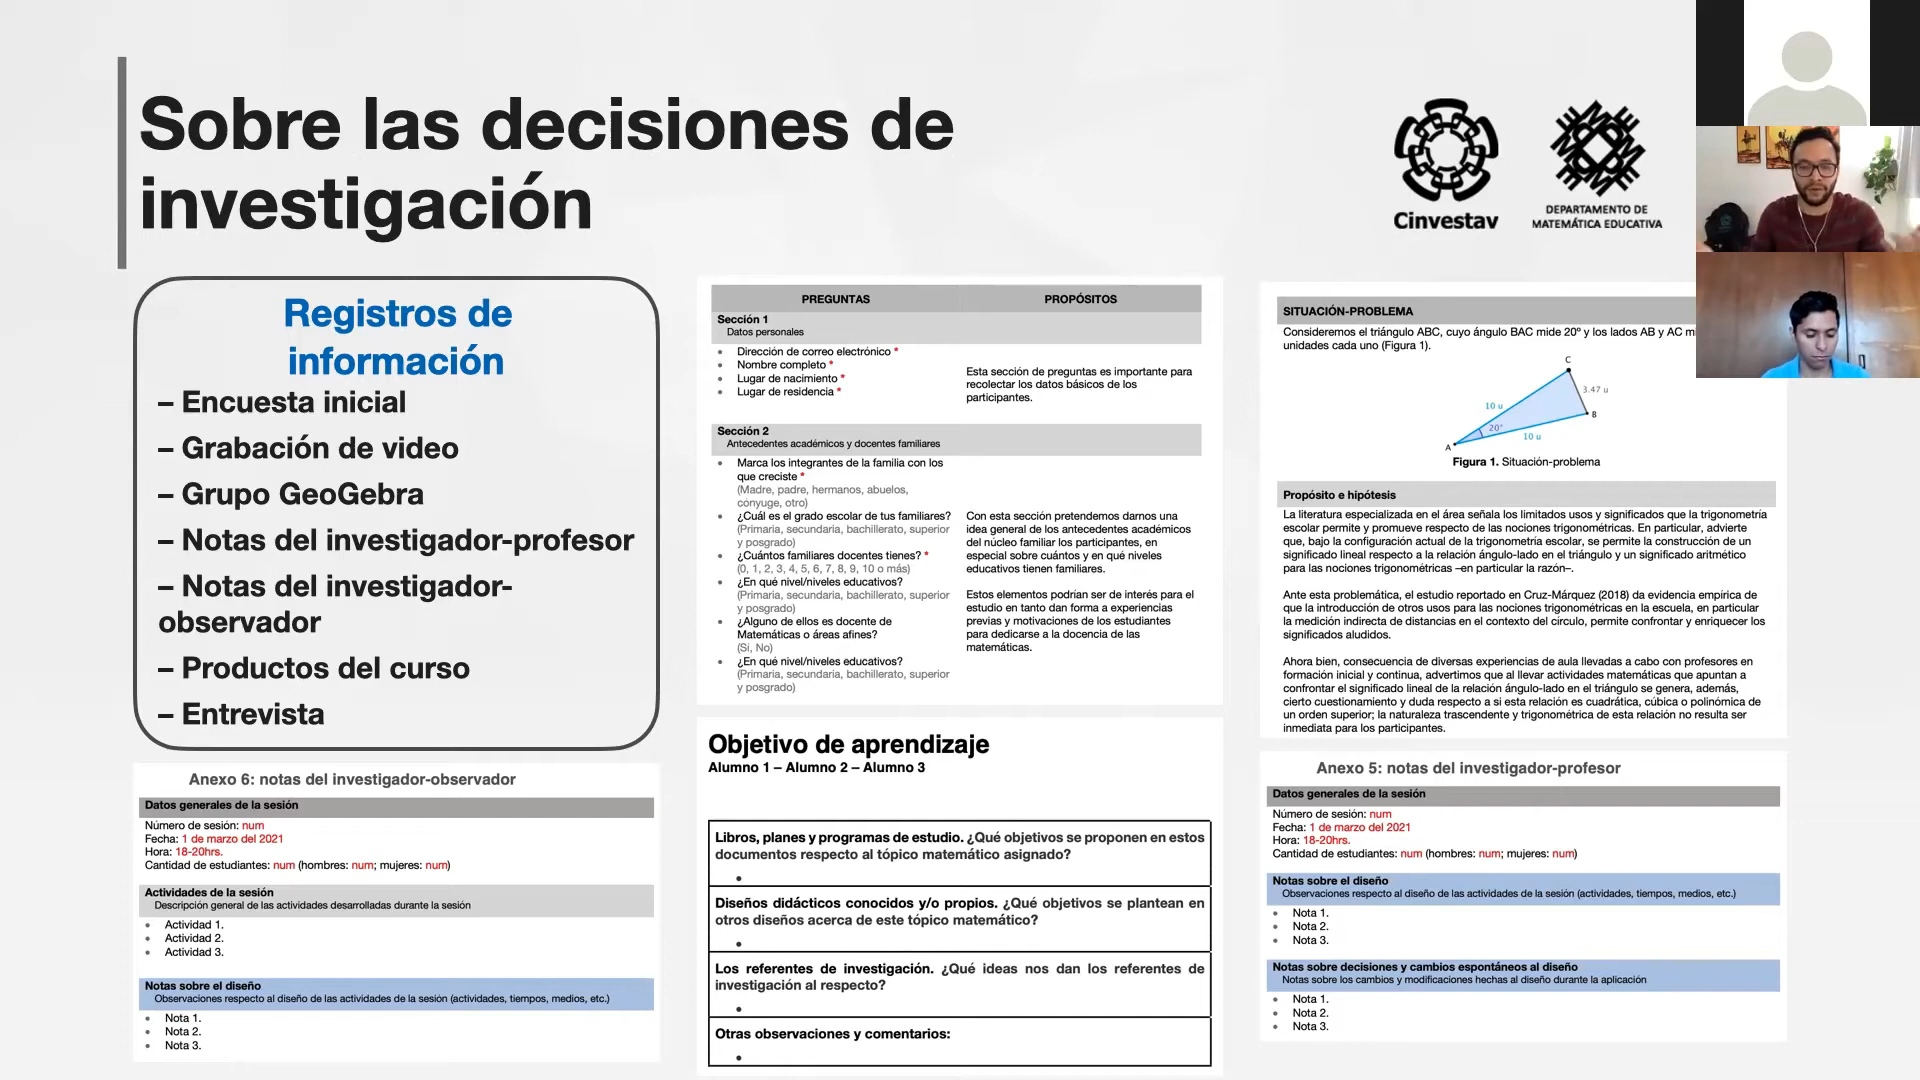 Sobre las decisiones de
investigación
Cinvestav
DEPARTAMENTO DE
MATEMÁTICA EDUCATIVA
Registros de
información
– Encuesta inicial
– Grabación de video
– Grupo GeoGebra
– Notas del investigador-profesor
– Notas del investigador-
observador
– Productos del curso
– Entrevista
PREGUNTAS PROPÓSITOS
Sección 1
Datos personales
• Dirección de correo electrónico *
• Nombre completo *
• Lugar de nacimiento *
• Lugar de residencia *
Esta sección de preguntas es importante para
recolectar los datos básicos de los
participantes.
Sección 2
Antecedentes académicos y docentes familiares
• Marca los integrantes de la familia con los
que creciste *
(Madre, padre, hermanos, abuelos,
cónyuge, otro)
• ¿Cuál es el grado escolar de tus familiares?
(Primaria, secundaria, bachillerato, superior
y posgrado)
• ¿Cuántos familiares docentes tienes? *
(0, 1, 2, 3, 4, 5, 6, 7, 8, 9, 10 o más)
• ¿En qué nivel/niveles educativos?
(Primaria, secundaria, bachillerato, superior
y posgrado)
• ¿Alguno de ellos es docente de
Matemáticas o áreas afines?
(Si, No)
• ¿En qué nivel/niveles educativos?
(Primaria, secundaria, bachillerato, superior
y posgrado)
Con esta sección pretendemos darnos una
idea general de los antecedentes académicos
del núcleo familiar los participantes, en
especial sobre cuántos y en qué niveles
educativos tienen familiares.
Estos elementos podrían ser de interés para el
estudio en tanto dan forma a experiencias
previas y motivaciones de los estudiantes
para dedicarse a la docencia de las
matemáticas.
SITUACIÓN-PROBLEMA
Consideremos el triángulo ABC, cuyo ángulo BAC mide 20º y los lados AB y AC mi
unidades cada uno (Figura 1).
C
3.47 u
10 u
B
20°
10 u
A
Figura 1. Situación-problema
Propósito e hipótesis
La literatura especializada en el área señala los limitados usos y significados que la trigonometría
escolar permite y promueve respecto de las nociones trigonométricas. En particular, advierte
que, bajo la configuración actual de la trigonometría escolar, se permite la construcción de un
significado lineal respecto a la relación ángulo-lado en el triángulo y un significado aritmético
para las nociones trigonométricas –en particular la razón–.
Ante esta problemática, el estudio reportado en Cruz-Márquez (2018) da evidencia empírica de
que la introducción de otros usos para las nociones trigonométricas en la escuela, en particular
la medición indirecta de distancias en el contexto del círculo, permite confrontar y enriquecer los
significados aludidos.
Ahora bien, consecuencia de diversas experiencias de aula llevadas a cabo con profesores en
formación inicial y continua, advertimos que al llevar actividades matemáticas que apuntan a
confrontar el significado lineal de la relación ángulo-lado en el triángulo se genera, además,
cierto cuestionamiento y duda respecto a si esta relación es cuadrática, cúbica o polinómica de
un orden superior; la naturaleza trascendente y trigonométrica de esta relación no resulta ser
inmediata para los participantes.
Anexo 6: notas del investigador-observador
Datos generales de la sesión
Número de sesión: num
Fecha: 1 de marzo del 2021
Hora: 18-20hrs.
Cantidad de estudiantes: num (hombres: num; mujeres: num)
Actividades de la sesión
Descripción general de las actividades desarrolladas durante la sesión
• Actividad 1.
• Actividad 2.
• Actividad 3.
Notas sobre el diseño
Observaciones respecto al diseño de las actividades de la sesión (actividades, tiempos, medios, etc.)
• Nota 1.
• Nota 2.
• Nota 3.
Objetivo de aprendizaje
Alumno 1 – Alumno 2 – Alumno 3
Libros, planes y programas de estudio. ¿Qué objetivos se proponen en estos
documentos respecto al tópico matemático asignado?
•
Diseños didácticos conocidos y/o propios. ¿Qué objetivos se plantean en
otros diseños acerca de este tópico matemático?
•
Los referentes de investigación. ¿Qué ideas nos dan los referentes de
investigación al respecto?
•
Otras observaciones y comentarios:
•
Anexo 5: notas del investigador-profesor
Datos generales de la sesión
Número de sesión: num
Fecha: 1 de marzo del 2021
Hora: 18-20hrs.
Cantidad de estudiantes: num (hombres: num; mujeres: num)
Notas sobre el diseño
Observaciones respecto al diseño de las actividades de la sesión (actividades, tiempos, medios, etc.)
• Nota 1.
• Nota 2.
• Nota 3.
Notas sobre decisiones y cambios espontáneos al diseño
Notas sobre los cambios y modificaciones hechas al diseño durante la aplicación
• Nota 1.
• Nota 2.
• Nota 3.